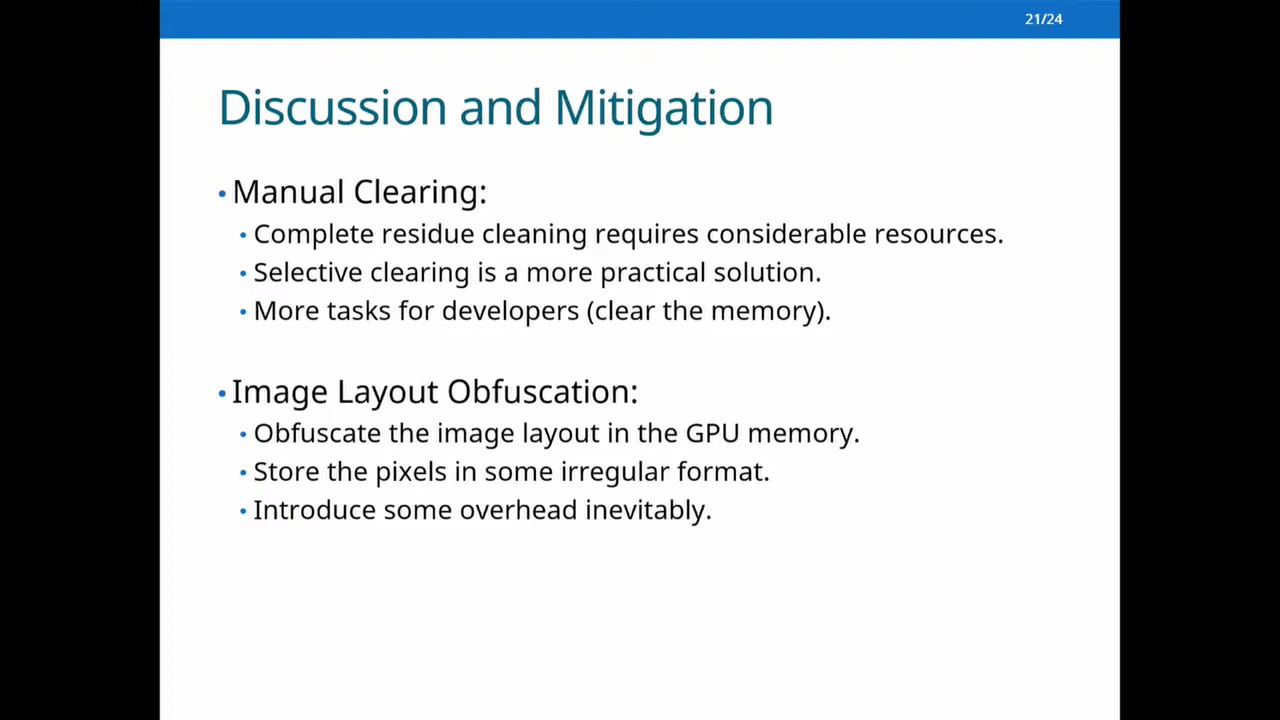 21/24
Discussion and Mitigation
• Manual Clearing:
• Complete residue cleaning requires considerable resources.
• Selective clearing is a more practical solution.
• More tasks for developers (clear the memory).
• Image Layout Obfuscation:
• Obfuscate the image layout in the GPU memory.
• Store the pixels in some irregular format.
• Introduce some overhead inevitably.